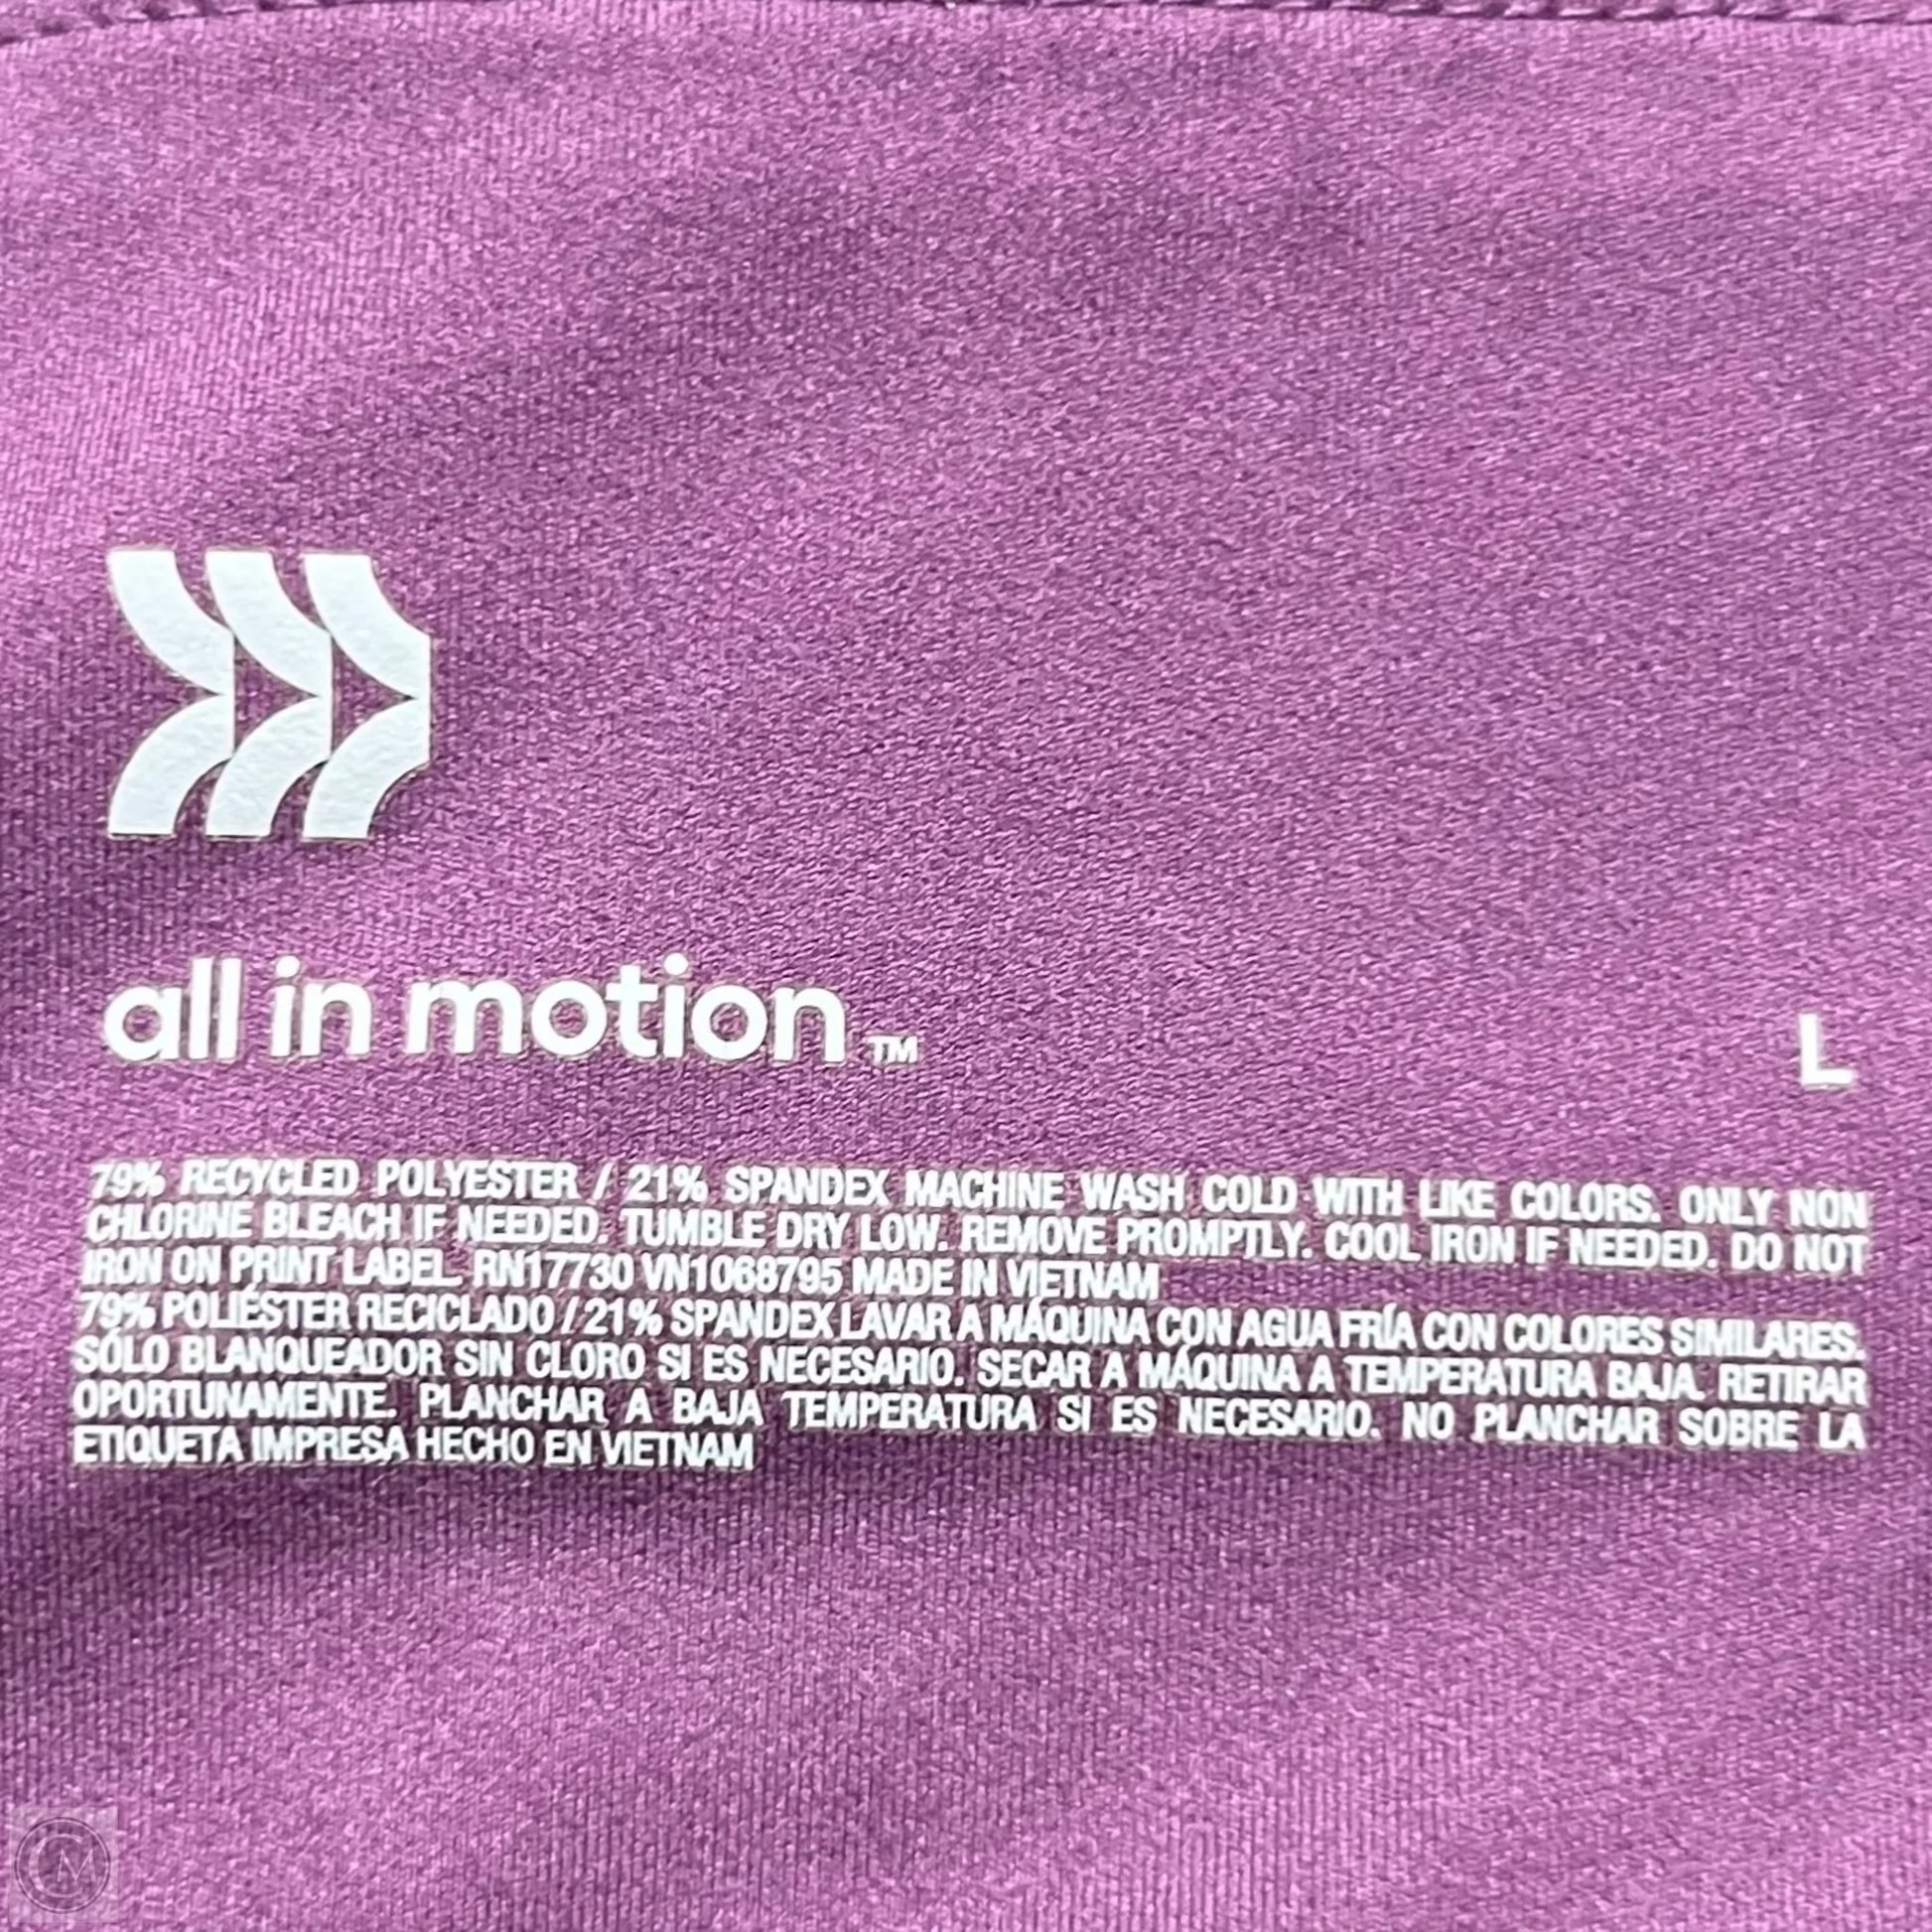 all in motion™
L
79% RECYCLED POLYESTER / 21% SPANDEX MACHINE WASH COLD WITH LIKE COLORS. ONLY NON
CHLORINE BLEACH IF NEEDED. TUMBLE DRY LOW. REMOVE PROMPTLY. COOL IRON IF NEEDED. DO NOT
IRON ON PRINT LABEL. RN17730 VN1068795 MADE IN VIETNAM
79% POLIÉSTER RECICLADO / 21% SPANDEX LAVAR A MÁQUINA CON AGUA FRÍA CON COLORES SIMILARES.
SÓLO BLANQUEADOR SIN CLORO SI ES NECESARIO. SECAR A MÁQUINA A TEMPERATURA BAJA. RETIRAR
OPORTUNAMENTE. PLANCHAR A BAJA TEMPERATURA SI ES NECESARIO. NO PLANCHAR SOBRE LA
ETIQUETA IMPRESA HECHO EN VIETNAM
CM